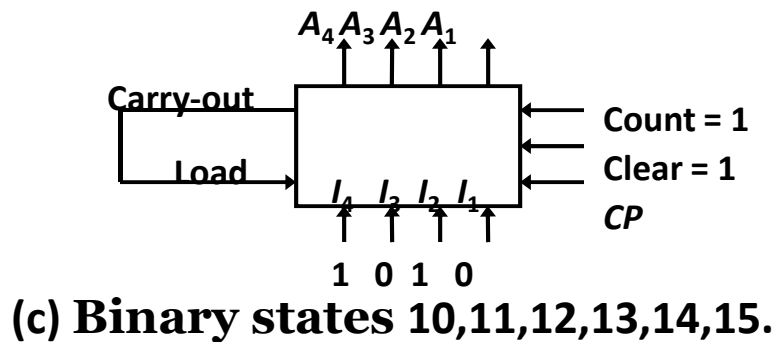 A₄ A₃ A₂ A₁
Carry-out
Count = 1
Load
Clear = 1
I₄ I₃ I₂ I₁
CP
1 0 1 0
(c) Binary states 10,11,12,13,14,15.